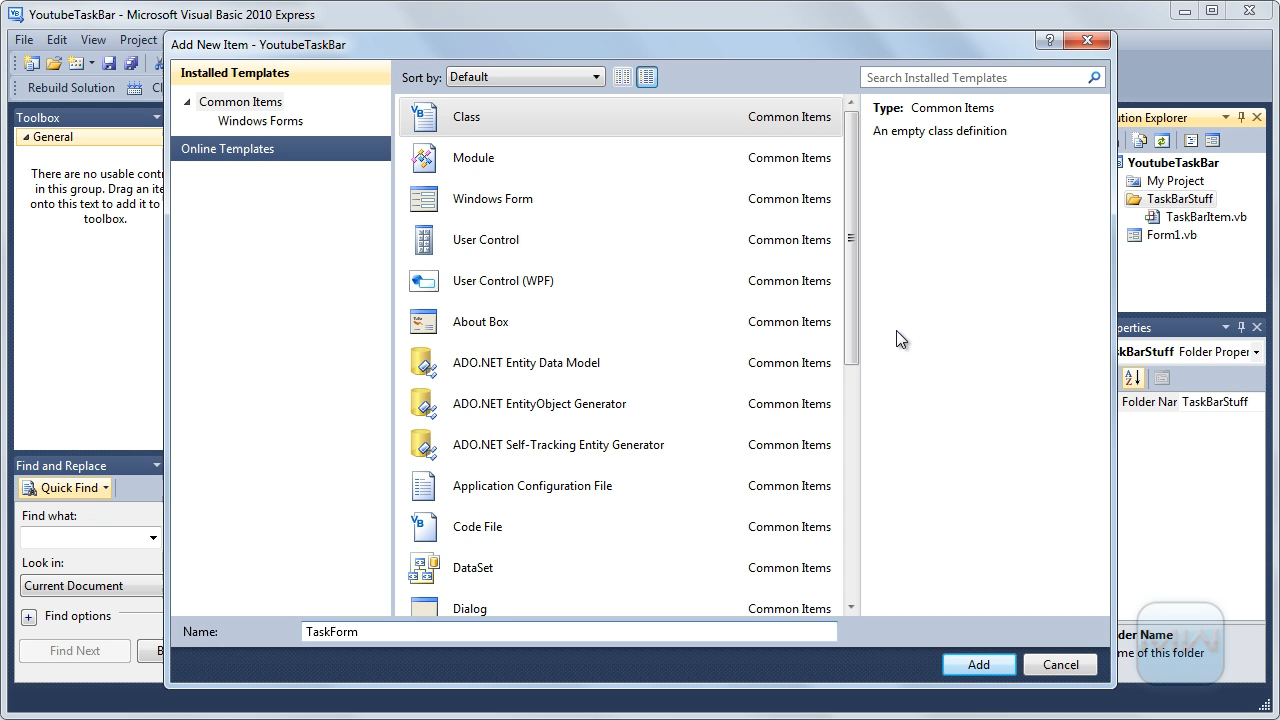 YoutubeTaskBar - Microsoft Visual Basic 2010 Express
File Edit View Project
Add New Item - YoutubeTaskBar
Rebuild Solution
Toolbox
General
There are no usable contr
in this group. Drag an ite
onto this text to add it to
toolbox.
Find and Replace
Quick Find
Find what:
Look in:
Current Document
Find options
Find Next
B
Installed Templates
Common Items
Windows Forms
Online Templates
Sort by: Default
Search Installed Templates
Class Common Items
Module Common Items
Windows Form Common Items
User Control Common Items
User Control (WPF) Common Items
About Box Common Items
ADO.NET Entity Data Model Common Items
ADO.NET EntityObject Generator Common Items
ADO.NET Self-Tracking Entity Generator Common Items
Application Configuration File Common Items
Code File Common Items
DataSet Common Items
Dialog Common Items
Type: Common Items
An empty class definition
Name: TaskForm
Add Cancel
ution Explorer
YoutubeTaskBar
My Project
TaskBarStuff
TaskBarItem.vb
Form1.vb
perties
skBarStuff Folder Proper
Folder Nar TaskBarStuff
der Name
me of this folder